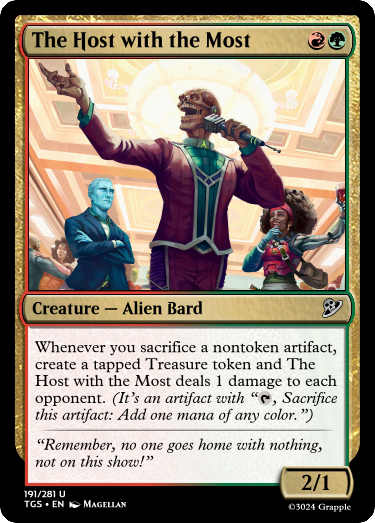 The Host with the Most
Creature — Alien Bard
Whenever you sacrifice a nontoken artifact,
create a tapped Treasure token and The
Host with the Most deals 1 damage to each
opponent. (It's an artifact with “, Sacrifice
this artifact: Add one mana of any color.”)
“Remember, no one goes home with nothing,
not on this show!”
2/1
191/281 U
TGS • EN Magellan
©3024 Grapple